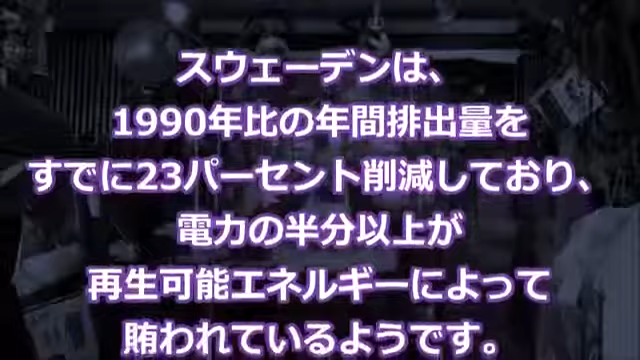 スウェーデンは、
1990年比の年間排出量を
すでに23パーセント削減しており、
電力の半分以上が
再生可能エネルギーによって
賄われているようです。